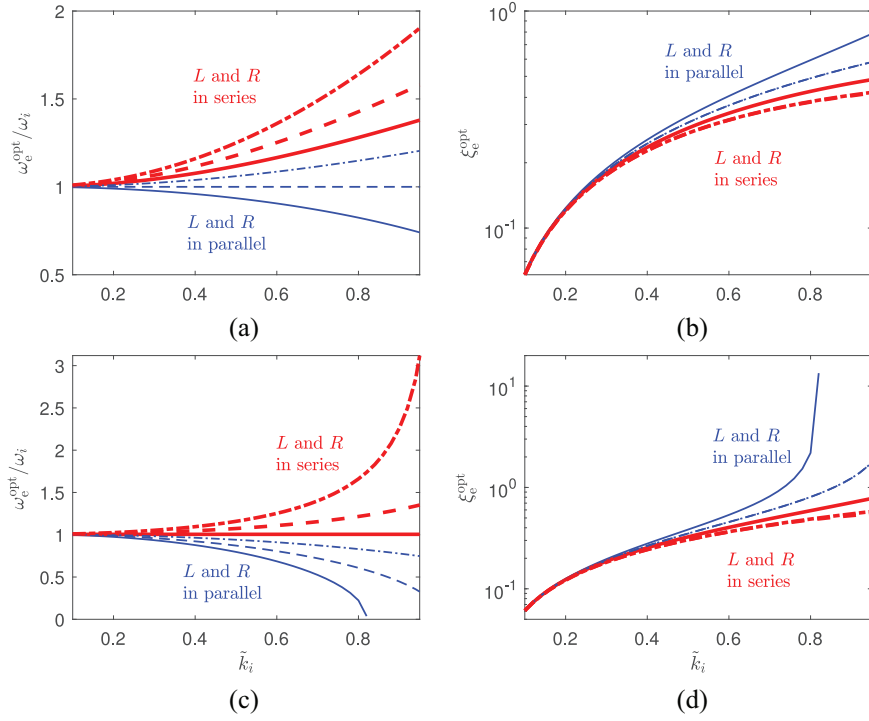 2
1.5
1
0.5
ω_e^opt/ω_i
L and R
in series
L and R
in parallel
0.2 0.4 0.6 0.8
(a)
10^0
10^-1
ξ_e^opt
L and R
in parallel
L and R
in series
0.2 0.4 0.6 0.8
(b)
3
2.5
2
1.5
1
0.5
0
ω_e^opt/ω_i
L and R
in series
L and R
in parallel
0.2 0.4 0.6 0.8
k̃_i
(c)
10^1
10^0
10^-1
ξ_e^opt
L and R
in parallel
L and R
in series
0.2 0.4 0.6 0.8
k̃_i
(d)